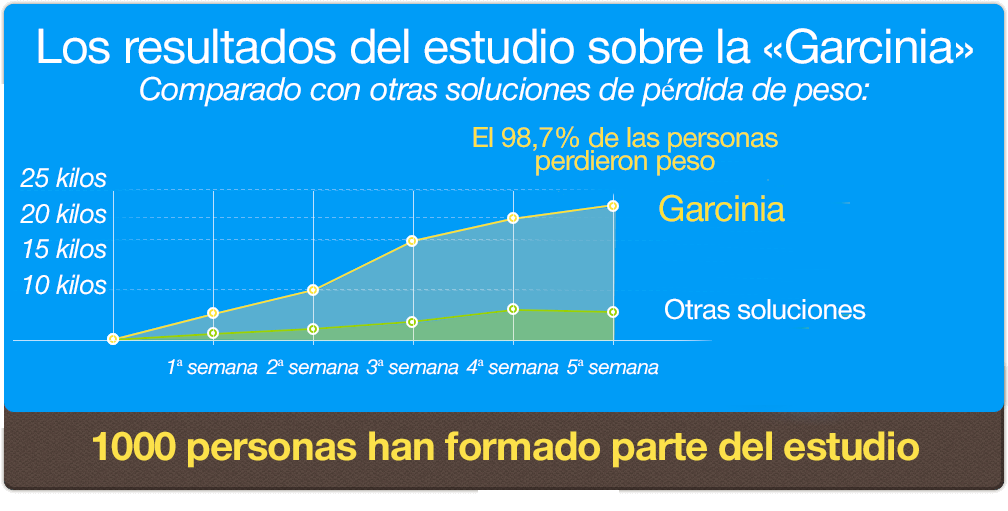 Los resultados del estudio sobre la «Garcinia»
Comparado con otras soluciones de pérdida de peso:
El 98,7% de las personas
perdieron peso
25 kilos
20 kilos
15 kilos
10 kilos
Garcinia
Otras soluciones
1ª semana 2ª semana 3ª semana 4ª semana 5ª semana
1000 personas han formado parte del estudio